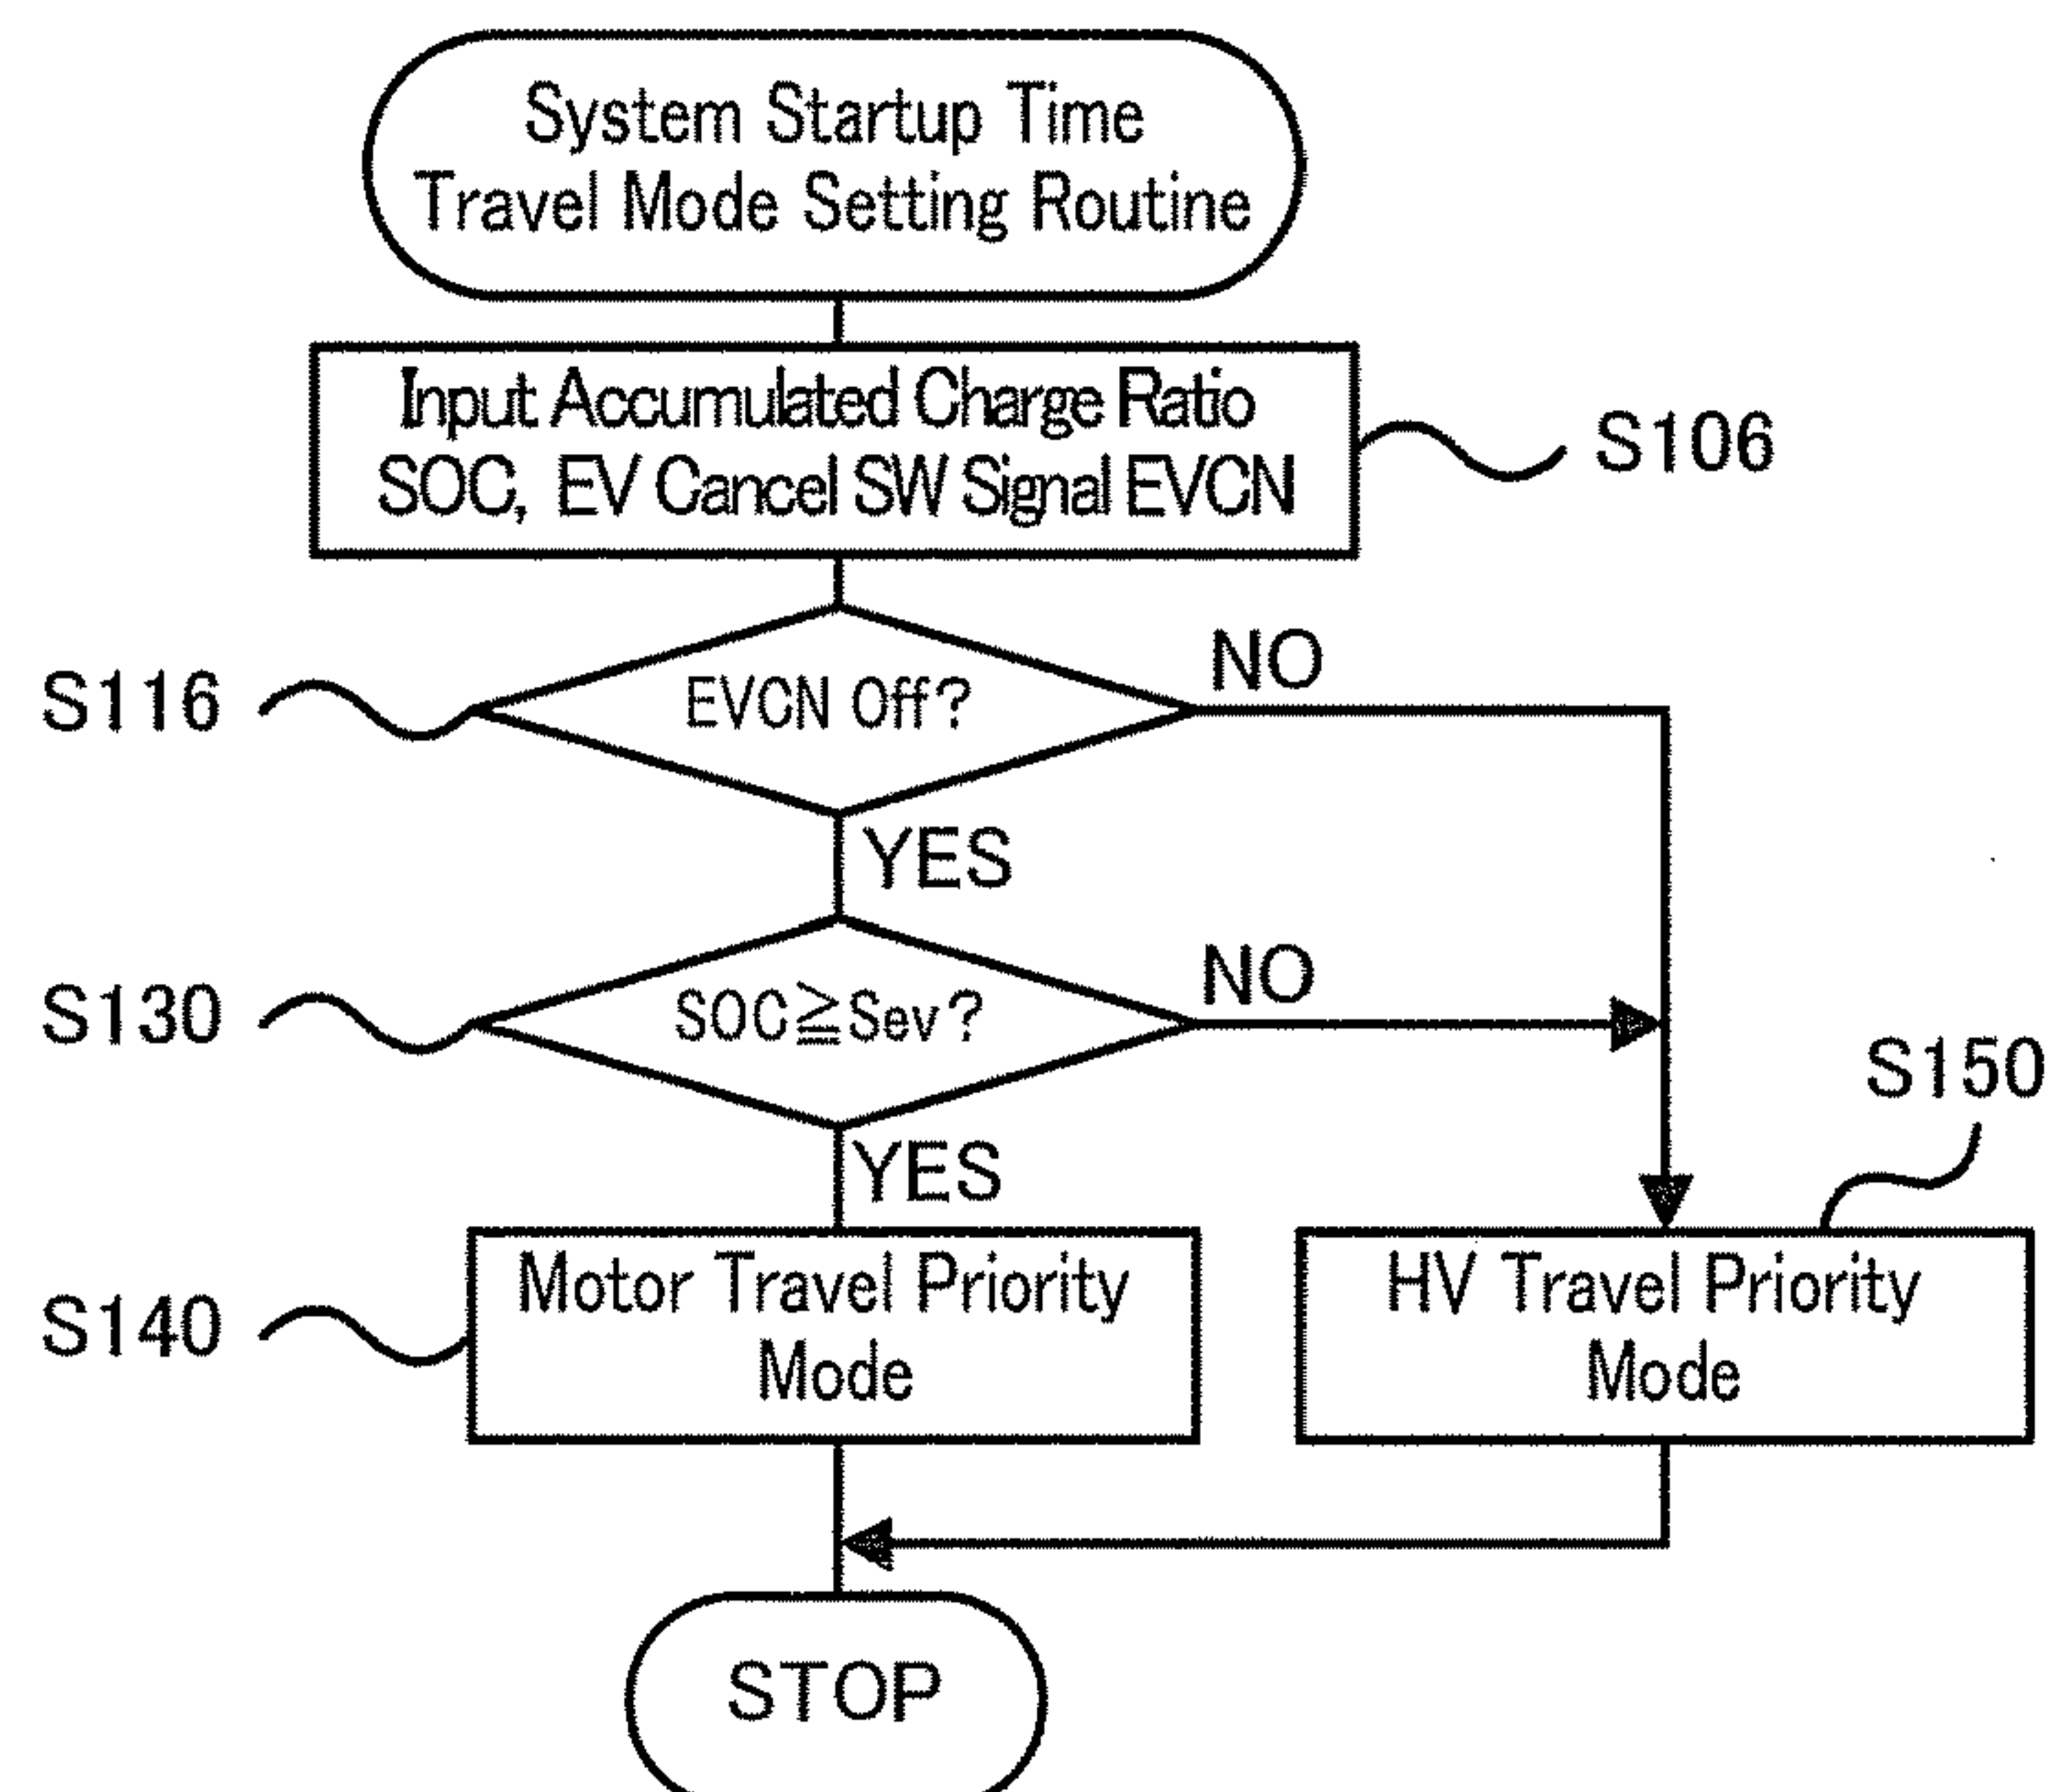 System Startup Time
Travel Mode Setting Routine
Input Accumulated Charge Ratio
SOC, EV Cancel SW Signal EVCN
S106
S116
EVCN Off?
NO
YES
S130
SOC≧Sev?
NO
S150
YES
S140
Motor Travel Priority
Mode
HV Travel Priority
Mode
STOP